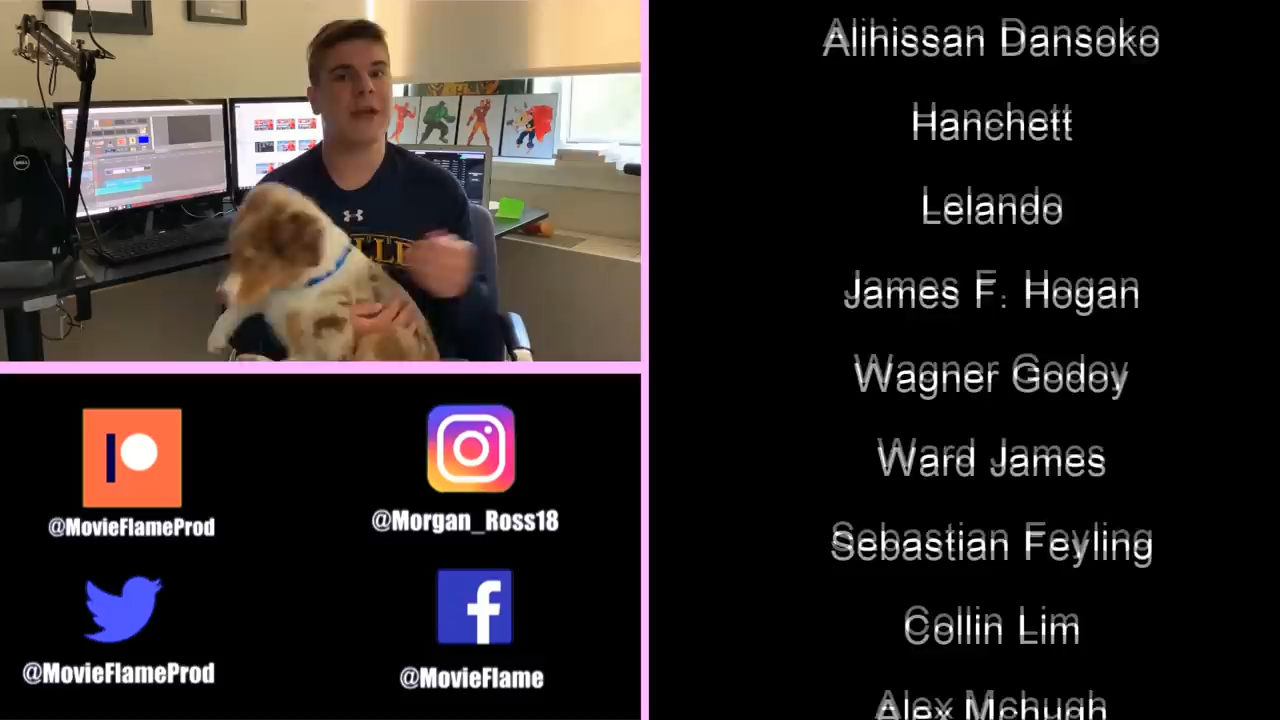 DELL
@MovieFlameProd
@Morgan_Ross18
@MovieFlameProd
@MovieFlame
Alihissan Dansoko
Hanchett
Lelando
James F. Hogan
Wagner Godoy
Ward James
Sebastian Feyling
Collin Lim
Alex Mchugh